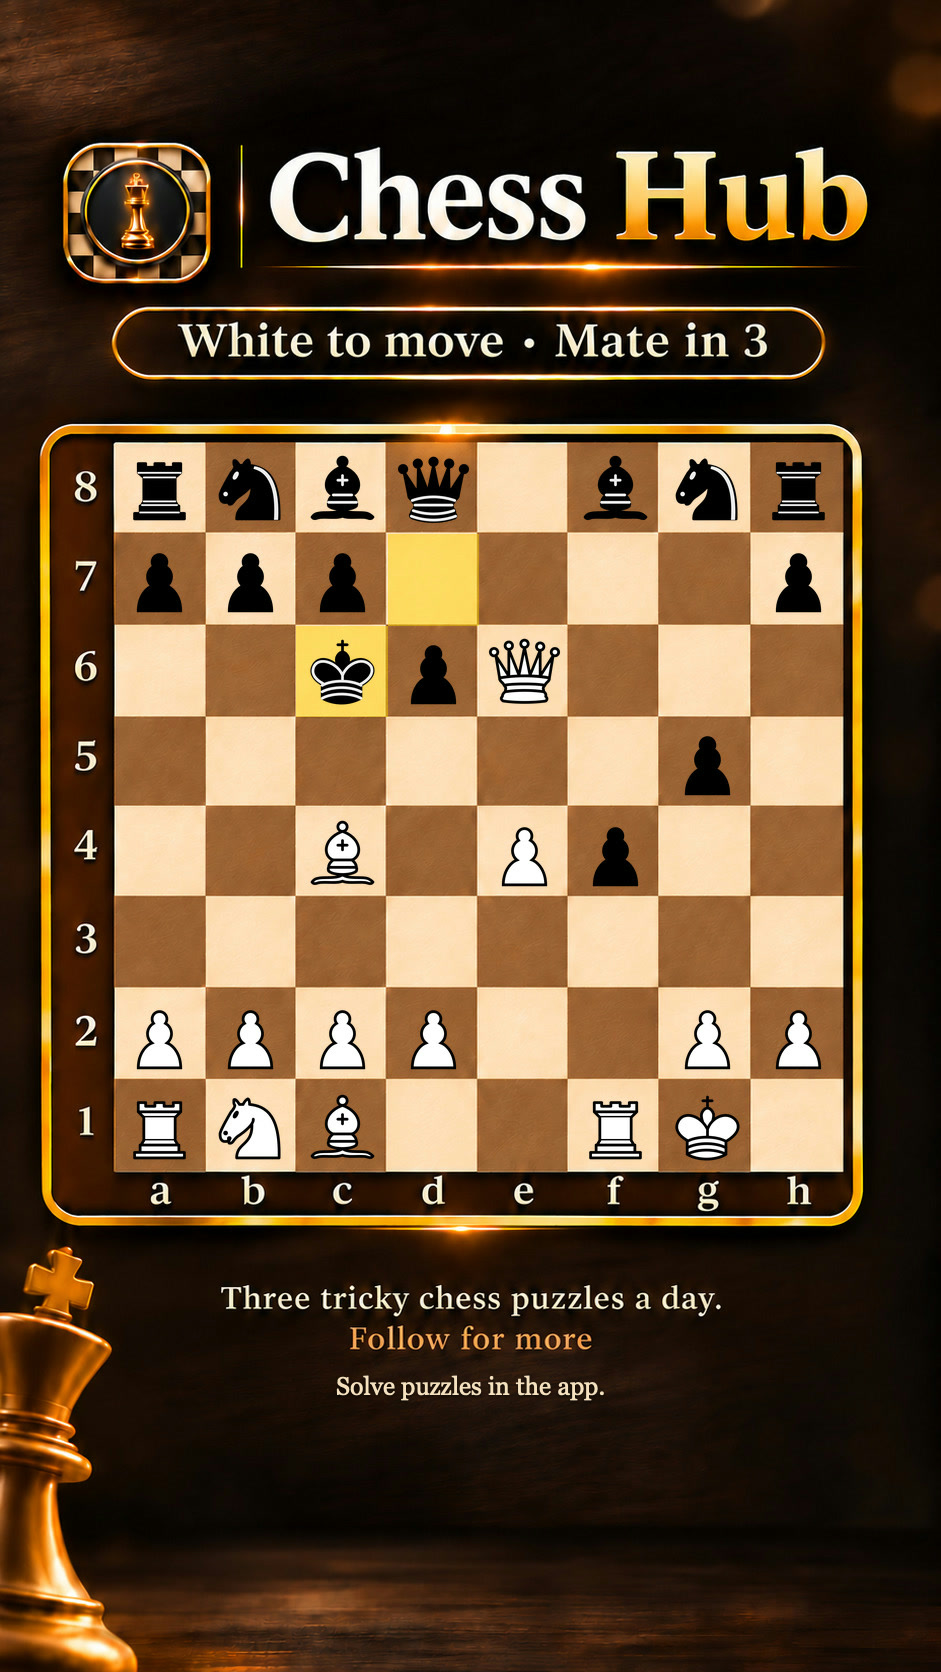 Chess Hub
White to move • Mate in 3
8
7
6
5
4
3
2
1
a b c d e f g h
Three tricky chess puzzles a day.
Follow for more
Solve puzzles in the app.